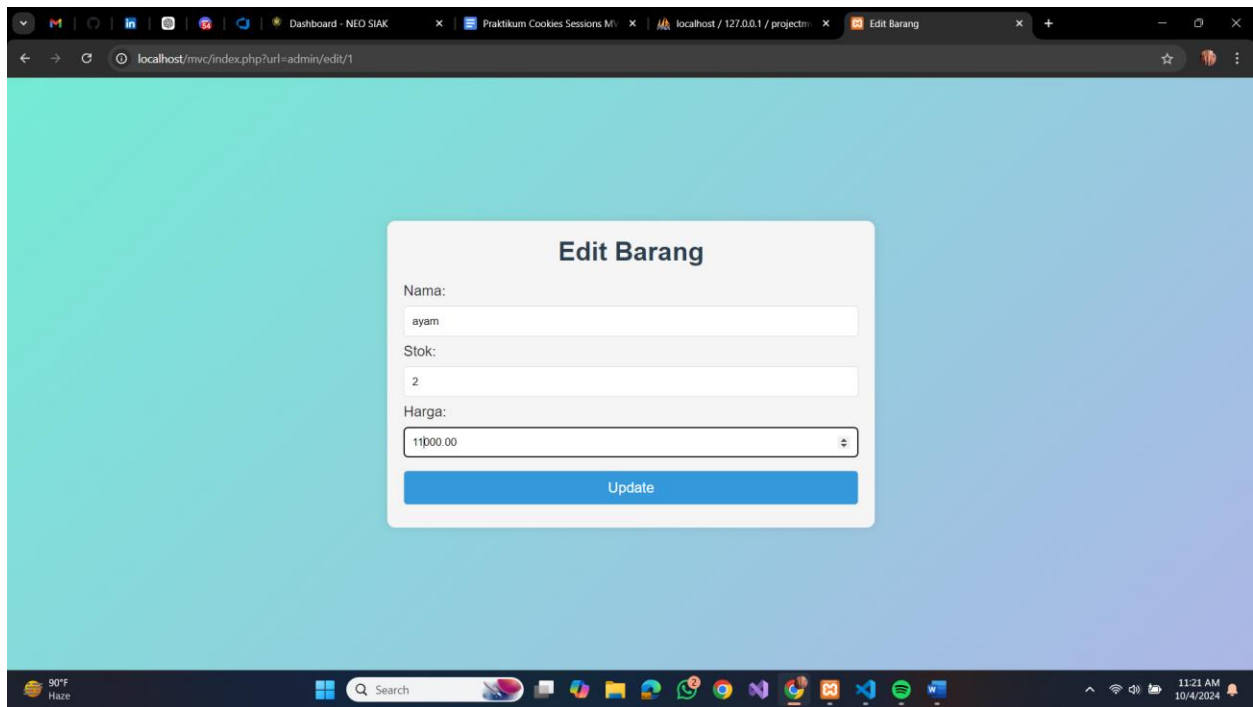 Dashboard - NEO SIAK
Praktikum Cookies Sessions MV
localhost / 127.0.0.1 / projectm
Edit Barang
localhost/mvc/index.php?url=admin/edit/1
Edit Barang
Nama:
ayam
Stok:
2
Harga:
11000.00
Update
90°F
Haze
Search
2
11:21 AM
10/4/2024